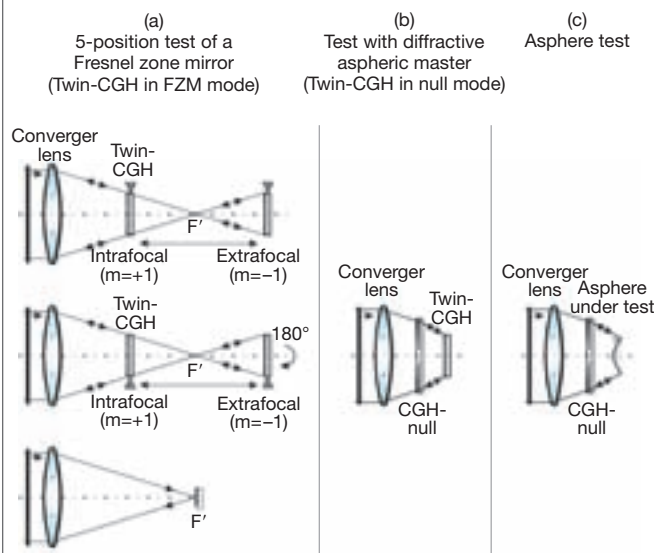 (a)
5-position test of a
Fresnel zone mirror
(Twin-CGH in FZM mode)
(b)
Test with diffractive
aspheric master
(Twin-CGH in null mode)
(c)
Asphere test
Converger
lens
Twin-
CGH
F'
Intrafocal
(m=+1)
Extrafocal
(m=−1)
Twin-
CGH
180°
F'
Intrafocal
(m=+1)
Extrafocal
(m=−1)
F'
Converger
lens
Twin-
CGH
CGH-
null
Converger
lens
Asphere
under test
CGH-
null